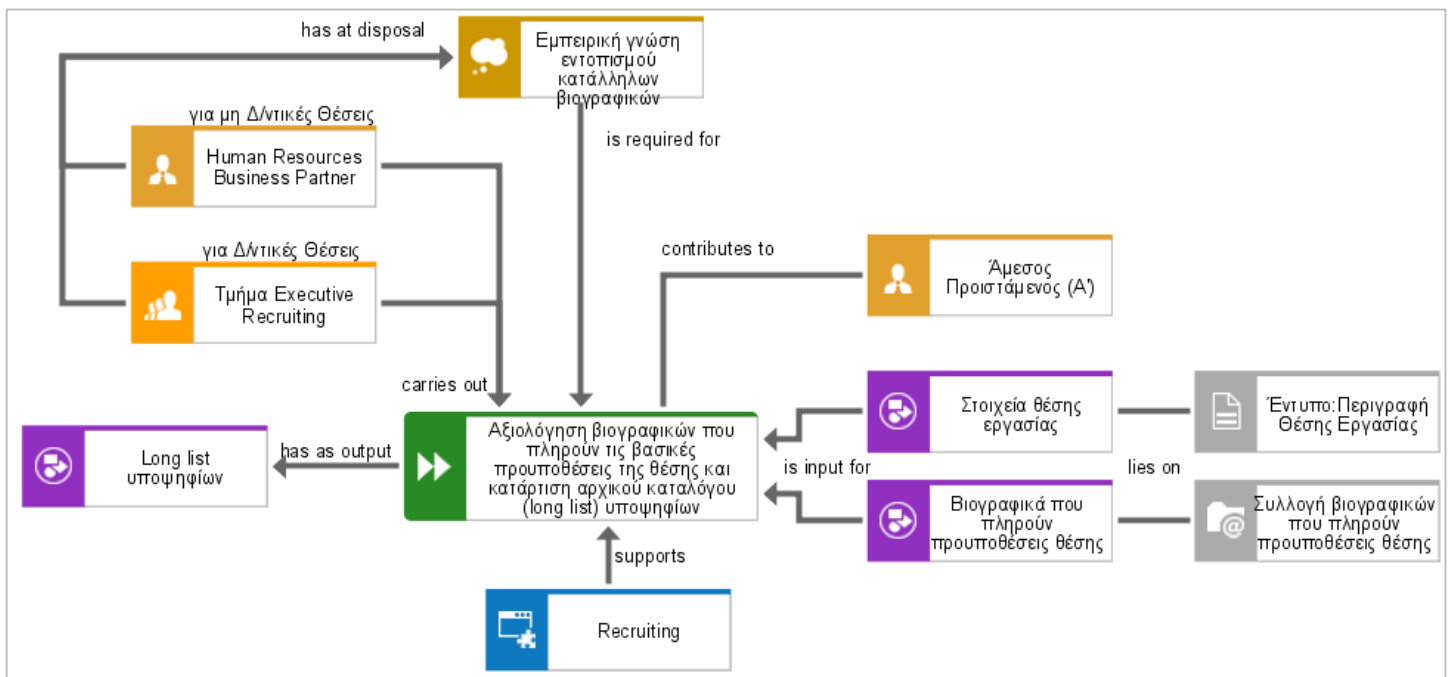 has at disposal
Εμπειρική γνώση
εντοπισμού
κατάλληλων
βιογραφικών
για μη Δ/ντικές Θέσεις
Human Resources
Business Partner
is required for
για Δ/ντικές Θέσεις
Τμήμα Executive
Recruiting
contributes to
Άμεσος
Προιστάμενος (Α')
carries out
Αξιολόγηση βιογραφικών που
πληρούν τις βασικές
προυποθέσεις της θέσης και
κατάρτιση αρχικού καταλόγου
(long list) υποψηφίων
Long list
υποψηφίων
has as output
Στοιχεία θέσης
εργασίας
Έντυπο:Περιγραφή
Θέσης Εργασίας
is input for
lies on
Βιογραφικά που
πληρούν
προυποθέσεις θέσης
Συλλογή βιογραφικών
που πληρούν
προυποθέσεις θέσης
supports
Recruiting